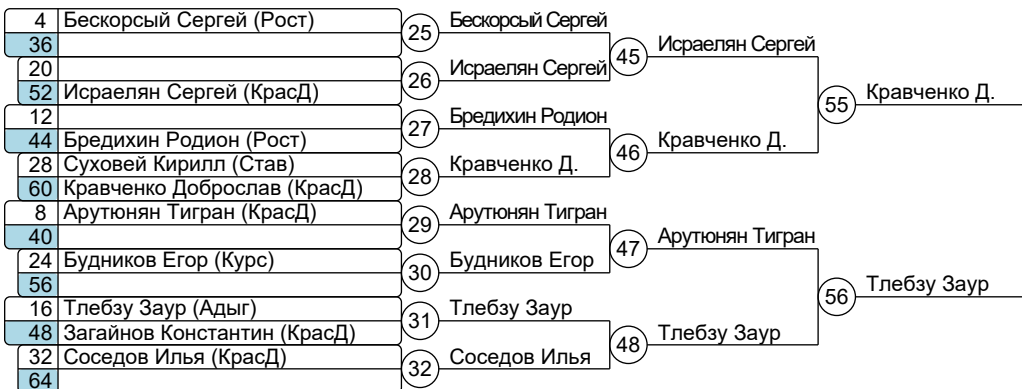 4 Бескорсый Сергей (Рост)
36
20
52 Исраелян Сергей (КрасД)
12
44 Бредихин Родион (Рост)
28 Суховей Кирилл (Став)
60 Кравченко Доброслав (КрасД)
8 Арутюнян Тигран (КрасД)
40
24 Будников Егор (Курс)
56
16 Тлебзу Заур (Адыг)
48 Загайнов Константин (КрасД)
32 Соседов Илья (КрасД)
64
25 Бескорсый Сергей
26 Исраелян Сергей
27 Бредихин Родион
28 Кравченко Д.
29 Арутюнян Тигран
30 Будников Егор
31 Тлебзу Заур
32 Соседов Илья
45 Исраелян Сергей
46 Кравченко Д.
47 Арутюнян Тигран
48 Тлебзу Заур
55 Кравченко Д.
56 Тлебзу Заур